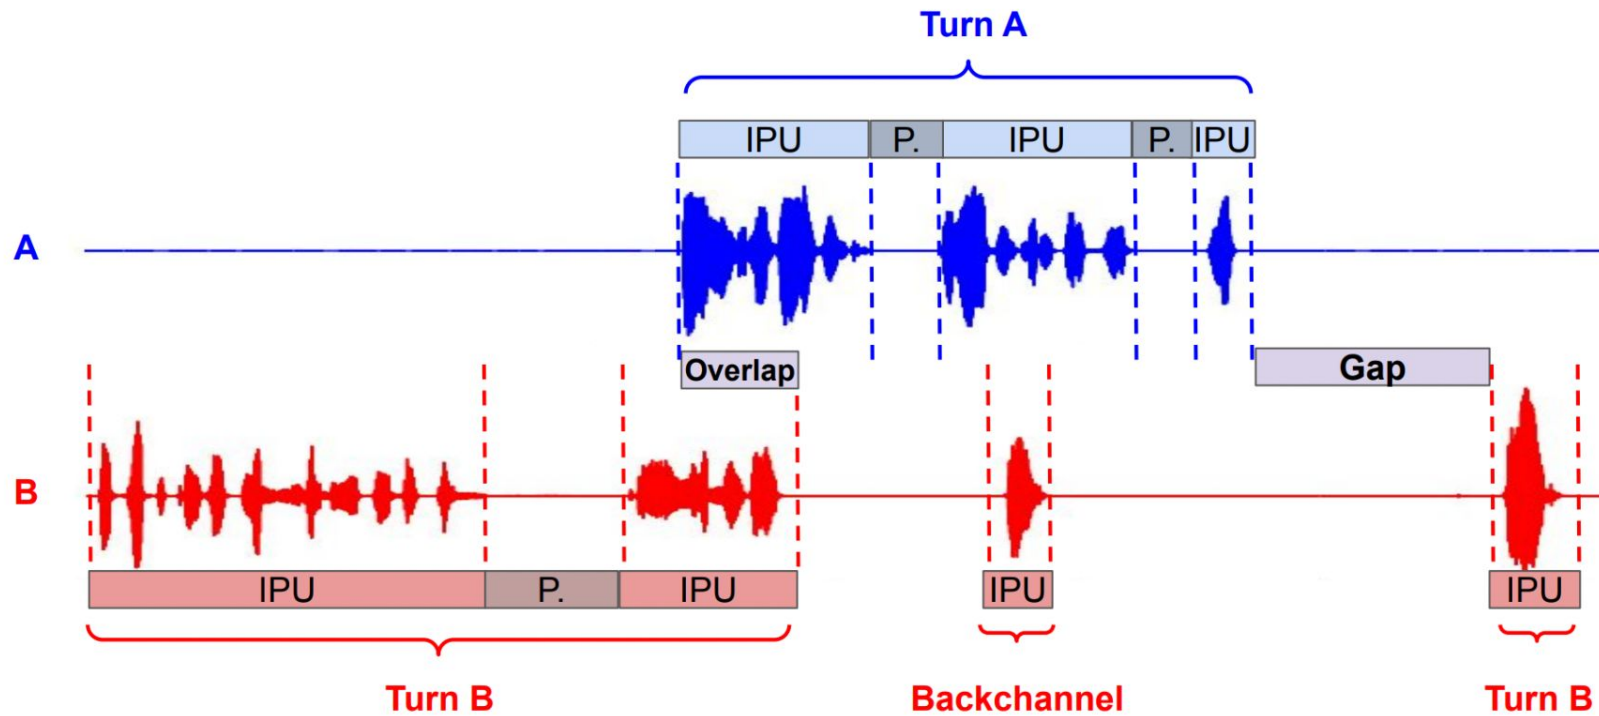 Turn A
IPU P. IPU P. IPU
A
Overlap
Gap
B
IPU P. IPU IPU IPU
Turn B Backchannel Turn B